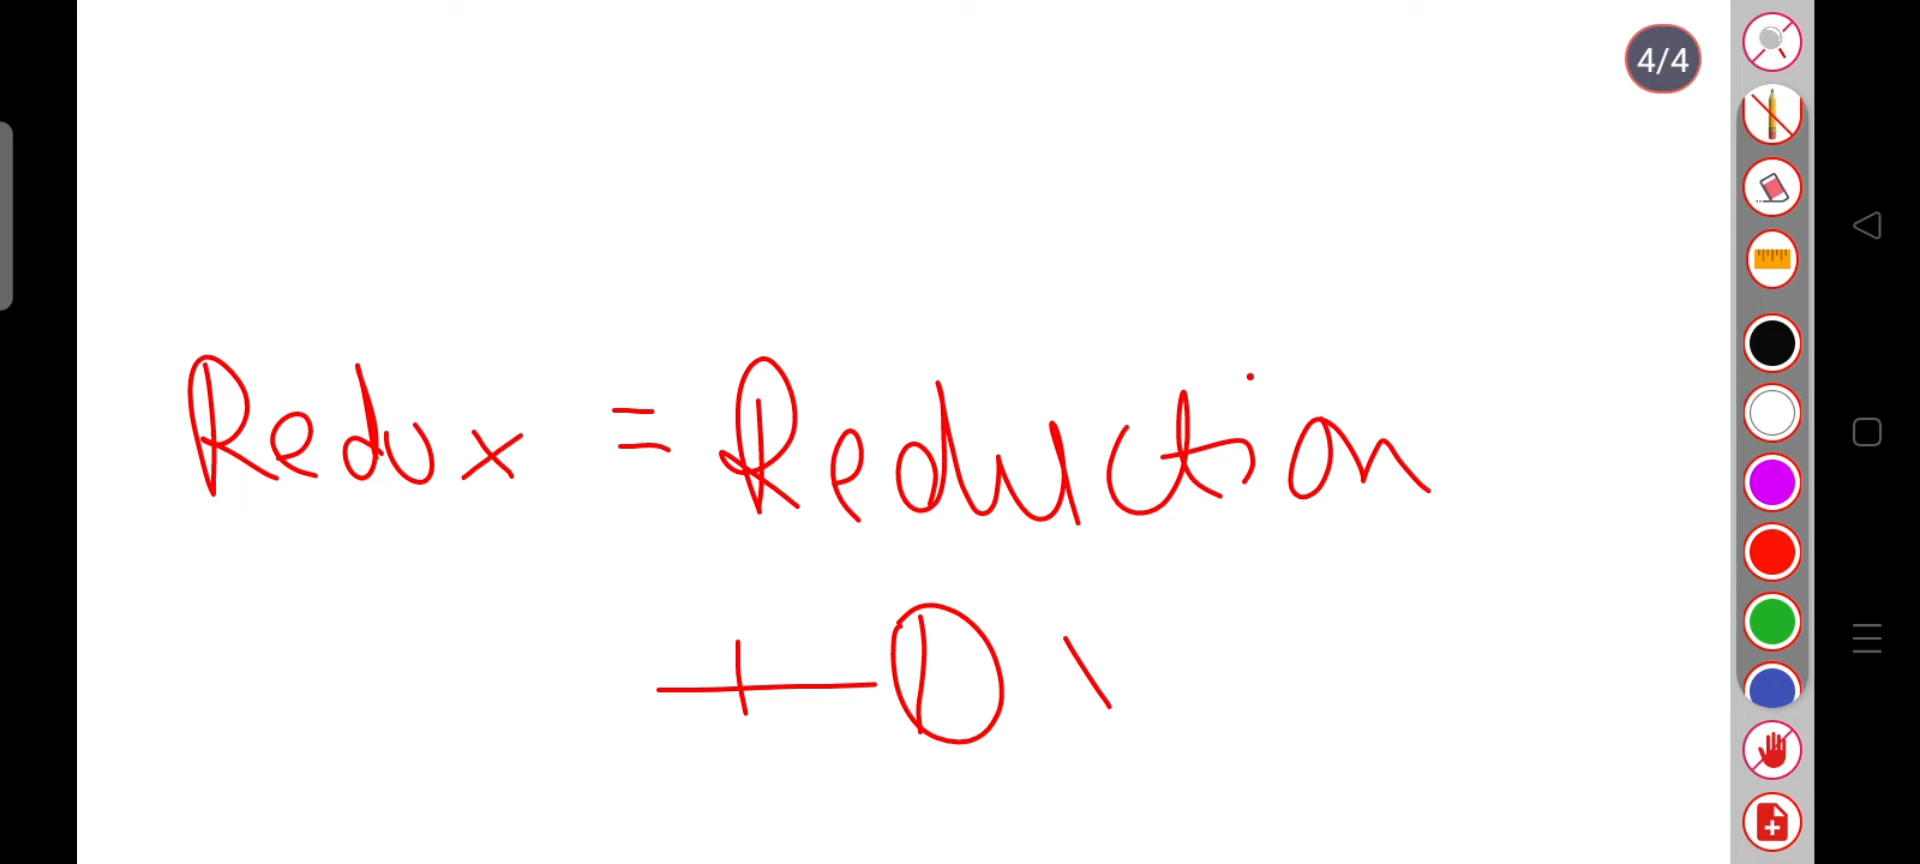 4/4
Redux = Reduction
+